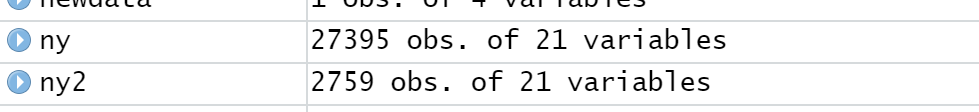 newdata 1 obs. of 4 variables
ny 27395 obs. of 21 variables
ny2 2759 obs. of 21 variables